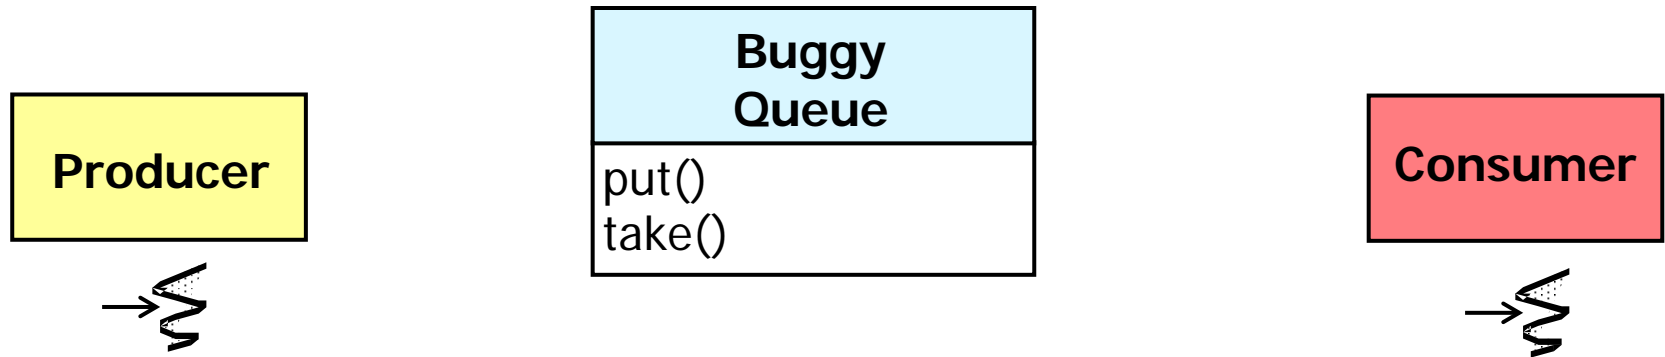 Producer
Buggy
Queue
put()
take()
Consumer